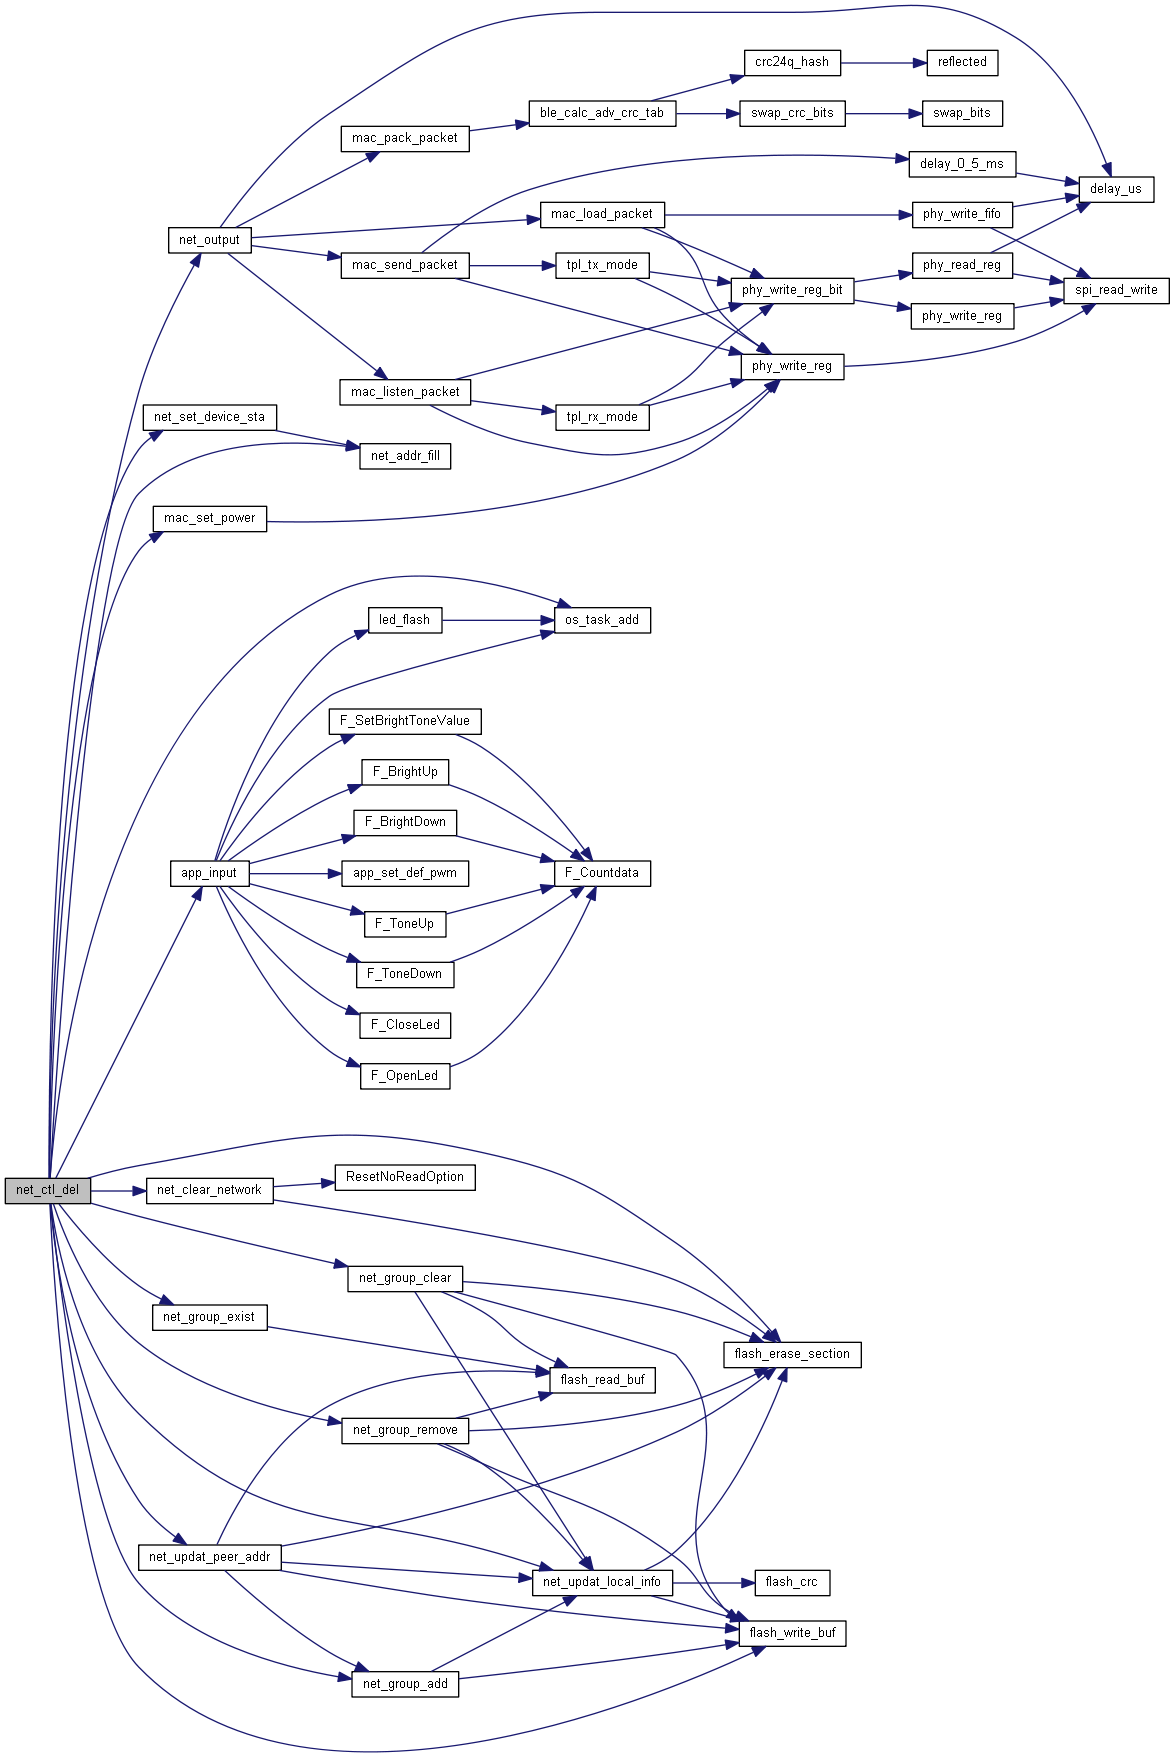 crc24q_hash
reflected
ble_calc_adv_crc_tab
swap_crc_bits
swap_bits
mac_pack_packet
delay_0_5_ms
delay_us
mac_load_packet
phy_write_fifo
net_output
mac_send_packet
tpl_tx_mode
phy_read_reg
phy_write_reg_bit
spi_read_write
phy_write_reg
phy_write_reg
mac_listen_packet
tpl_rx_mode
net_set_device_sta
net_addr_fill
mac_set_power
led_flash
os_task_add
F_SetBrightToneValue
F_BrightUp
F_BrightDown
app_input
app_set_def_pwm
F_Countdata
F_ToneUp
F_ToneDown
F_CloseLed
F_OpenLed
net_ctl_del
net_clear_network
ResetNoReadOption
net_group_clear
net_group_exist
flash_erase_section
flash_read_buf
net_group_remove
net_updat_peer_addr
net_updat_local_info
flash_crc
flash_write_buf
net_group_add